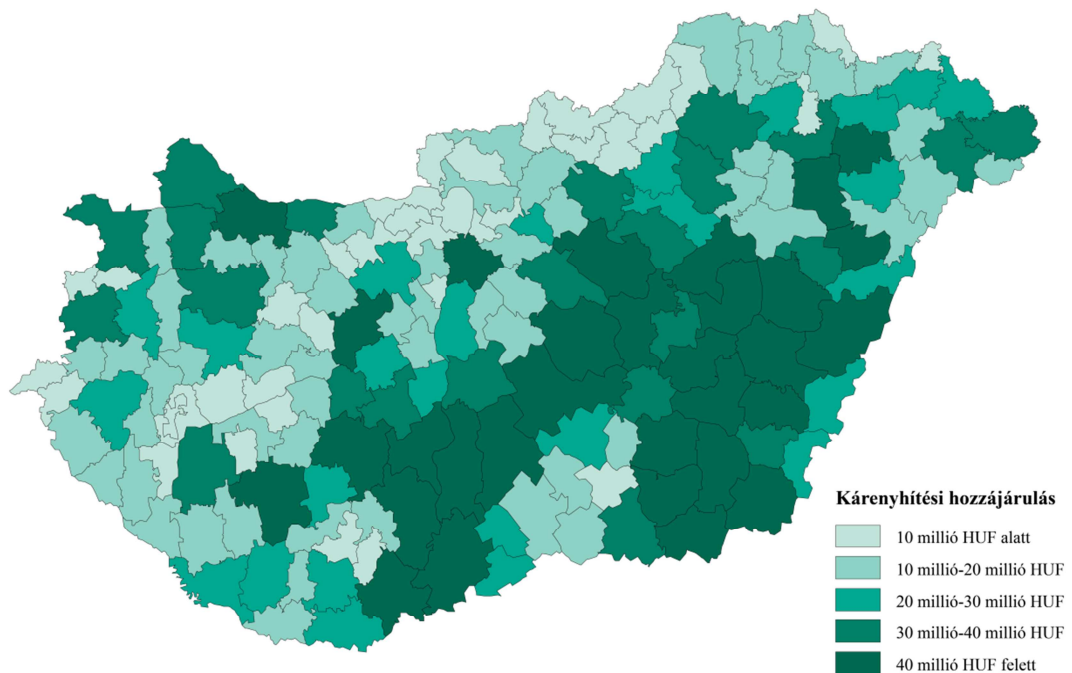 Kárenyhítési hozzájárulás
10 millió HUF alatt
10 millió-20 millió HUF
20 millió-30 millió HUF
30 millió-40 millió HUF
40 millió HUF felett